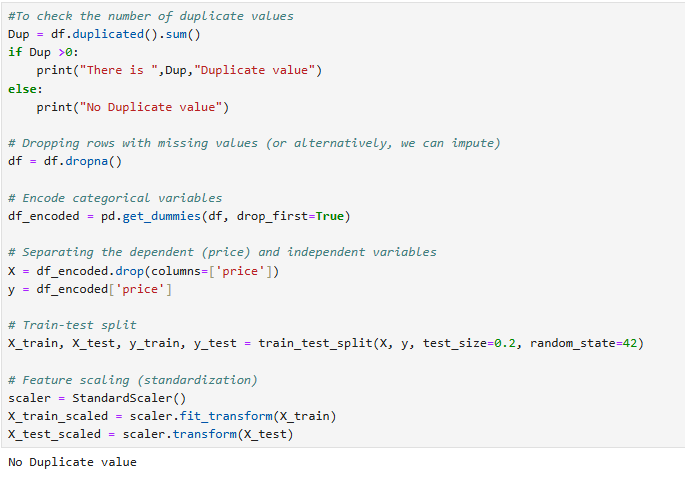 #To check the number of duplicate values
Dup = df.duplicated().sum()
if Dup >0:
    print("There is ",Dup,"Duplicate value")
else:
    print("No Duplicate value")

# Dropping rows with missing values (or alternatively, we can impute)
df = df.dropna()

# Encode categorical variables
df_encoded = pd.get_dummies(df, drop_first=True)

# Separating the dependent (price) and independent variables
X = df_encoded.drop(columns=['price'])
y = df_encoded['price']

# Train-test split
X_train, X_test, y_train, y_test = train_test_split(X, y, test_size=0.2, random_state=42)

# Feature scaling (standardization)
scaler = StandardScaler()
X_train_scaled = scaler.fit_transform(X_train)
X_test_scaled = scaler.transform(X_test)
No Duplicate value